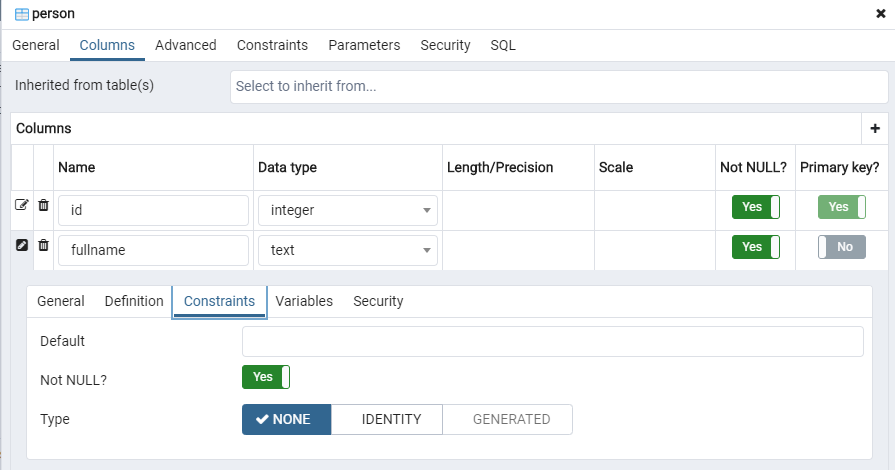 person
General Columns Advanced Constraints Parameters Security SQL
Inherited from table(s) Select to inherit from...
Columns
Name Data type Length/Precision Scale Not NULL? Primary key?
id integer Yes Yes
fullname text Yes No
General Definition Constraints Variables Security
Default
Not NULL? Yes
Type NONE IDENTITY GENERATED